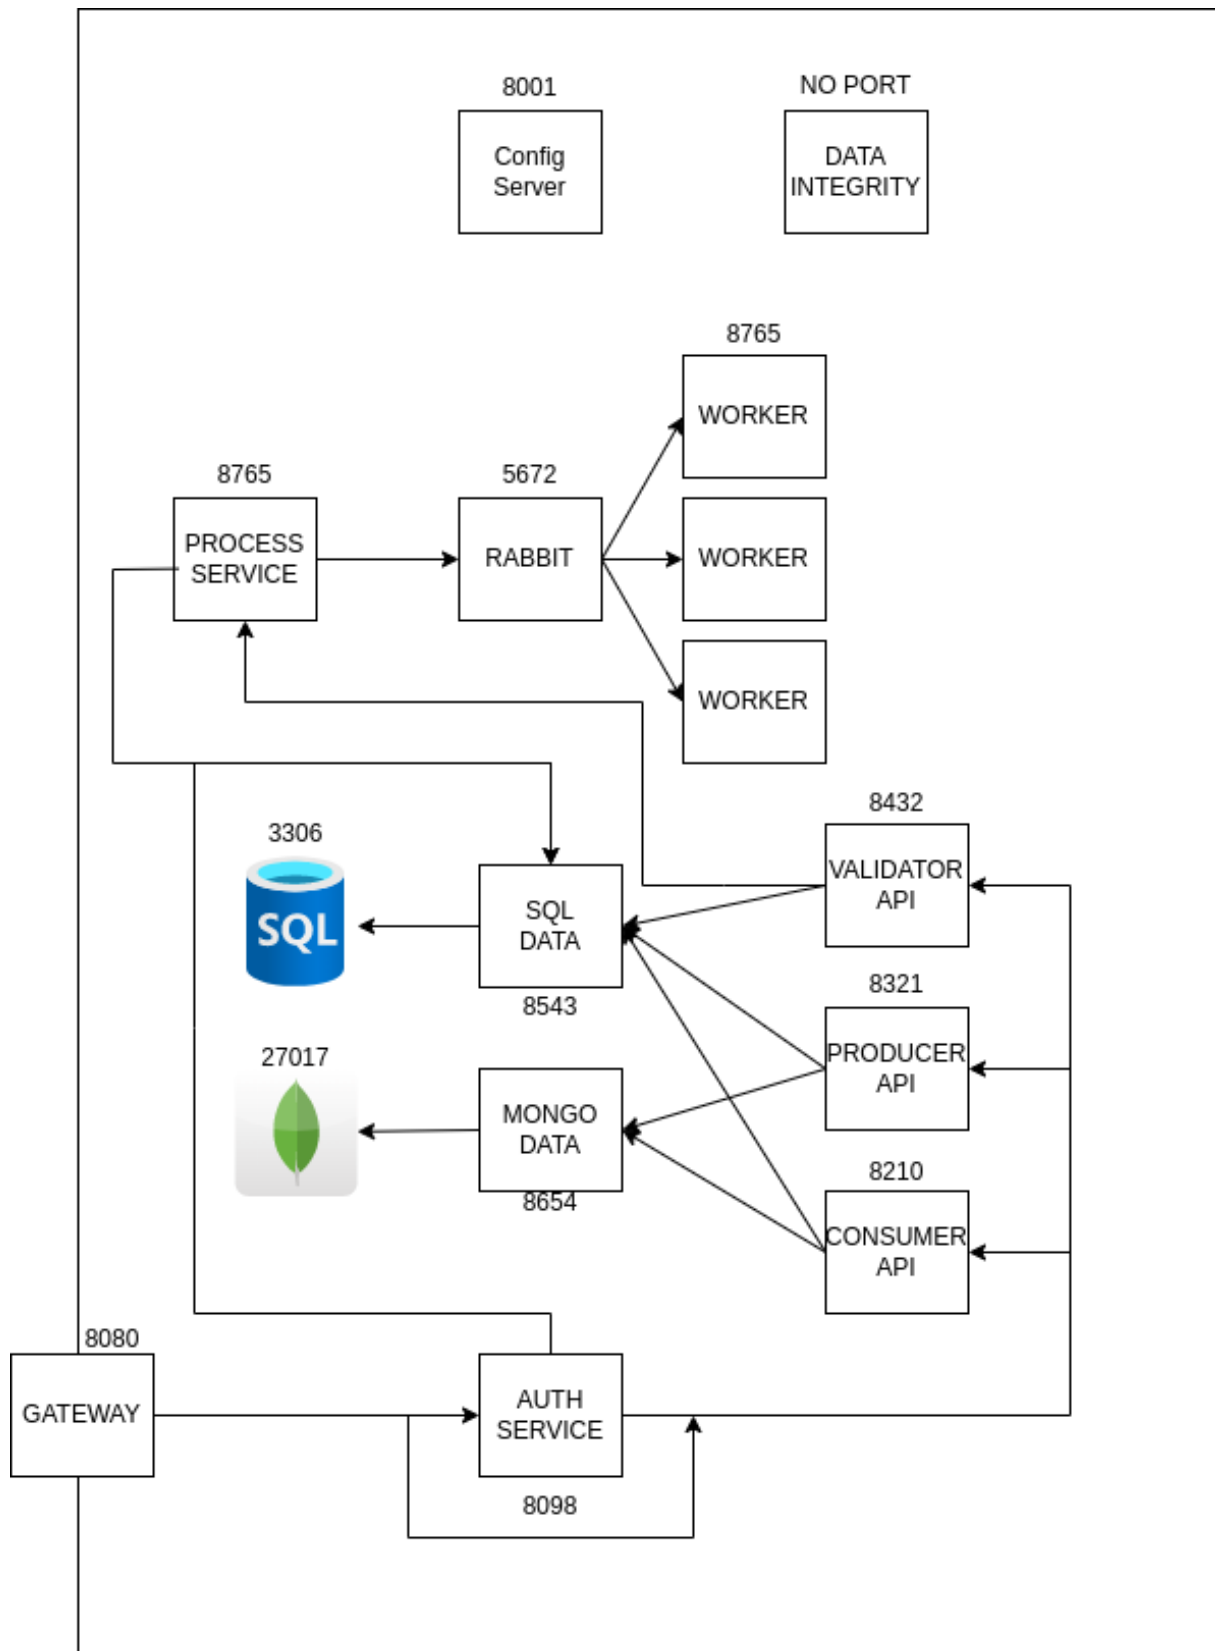 8001
Config
Server
NO PORT
DATA
INTEGRITY
8765
WORKER
8765
PROCESS
SERVICE
5672
RABBIT
WORKER
WORKER
3306
SQL
SQL
DATA
8543
8432
VALIDATOR
API
8321
PRODUCER
API
27017
MONGO
DATA
8654
8210
CONSUMER
API
8080
GATEWAY
AUTH
SERVICE
8098